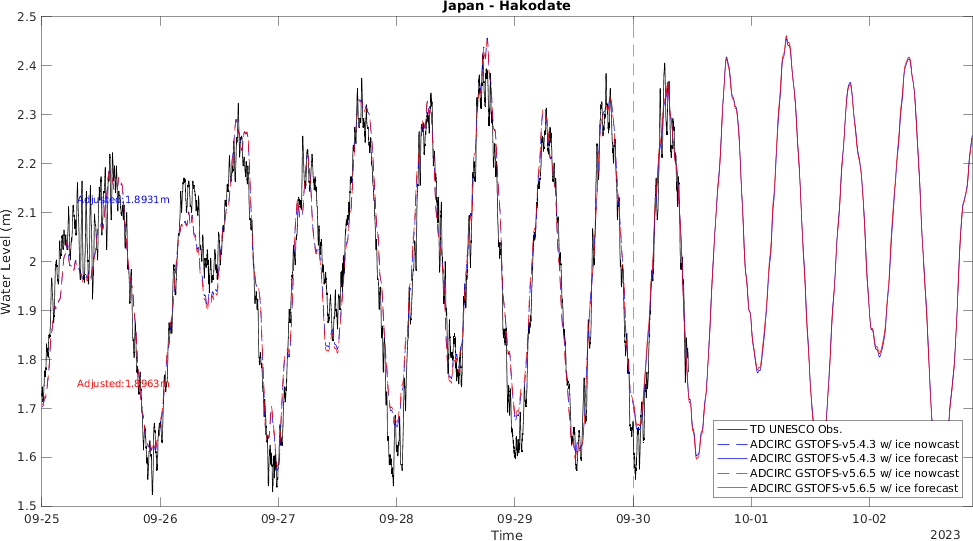 Japan - Hakodate
2.5
2.4
2.3
2.2
2.1
2
1.9
1.8
1.7
1.6
1.5
Water Level (m)
Adjusted:1.8931m
Adjusted:1.8963m
TD UNESCO Obs.
ADCIRC GSTOFS-v5.4.3 w/ ice nowcast
ADCIRC GSTOFS-v5.4.3 w/ ice forecast
ADCIRC GSTOFS-v5.6.5 w/ ice nowcast
ADCIRC GSTOFS-v5.6.5 w/ ice forecast
09-25 09-26 09-27 09-28 09-29 09-30 10-01 10-02
Time
2023